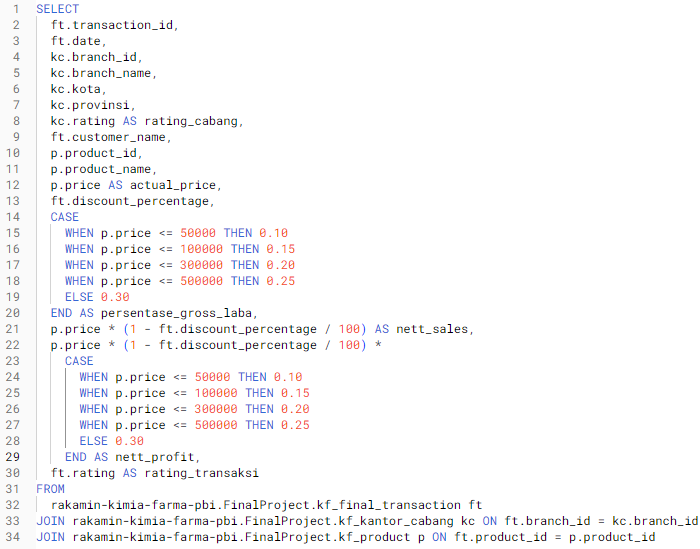 1 SELECT
2 ft.transaction_id,
3 ft.date,
4 kc.branch_id,
5 kc.branch_name,
6 kc.kota,
7 kc.provinsi,
8 kc.rating AS rating_cabang,
9 ft.customer_name,
10 p.product_id,
11 p.product_name,
12 p.price AS actual_price,
13 ft.discount_percentage,
14 CASE
15 WHEN p.price <= 50000 THEN 0.10
16 WHEN p.price <= 100000 THEN 0.15
17 WHEN p.price <= 300000 THEN 0.20
18 WHEN p.price <= 500000 THEN 0.25
19 ELSE 0.30
20 END AS persentase_gross_laba,
21 p.price * (1 - ft.discount_percentage / 100) AS nett_sales,
22 p.price * (1 - ft.discount_percentage / 100) *
23 CASE
24 WHEN p.price <= 50000 THEN 0.10
25 WHEN p.price <= 100000 THEN 0.15
26 WHEN p.price <= 300000 THEN 0.20
27 WHEN p.price <= 500000 THEN 0.25
28 ELSE 0.30
29 END AS nett_profit,
30 ft.rating AS rating_transaksi
31 FROM
32 rakamin-kimia-farma-pbi.FinalProject.kf_final_transaction ft
33 JOIN rakamin-kimia-farma-pbi.FinalProject.kf_kantor_cabang kc ON ft.branch_id = kc.branch_id
34 JOIN rakamin-kimia-farma-pbi.FinalProject.kf_product p ON ft.product_id = p.product_id